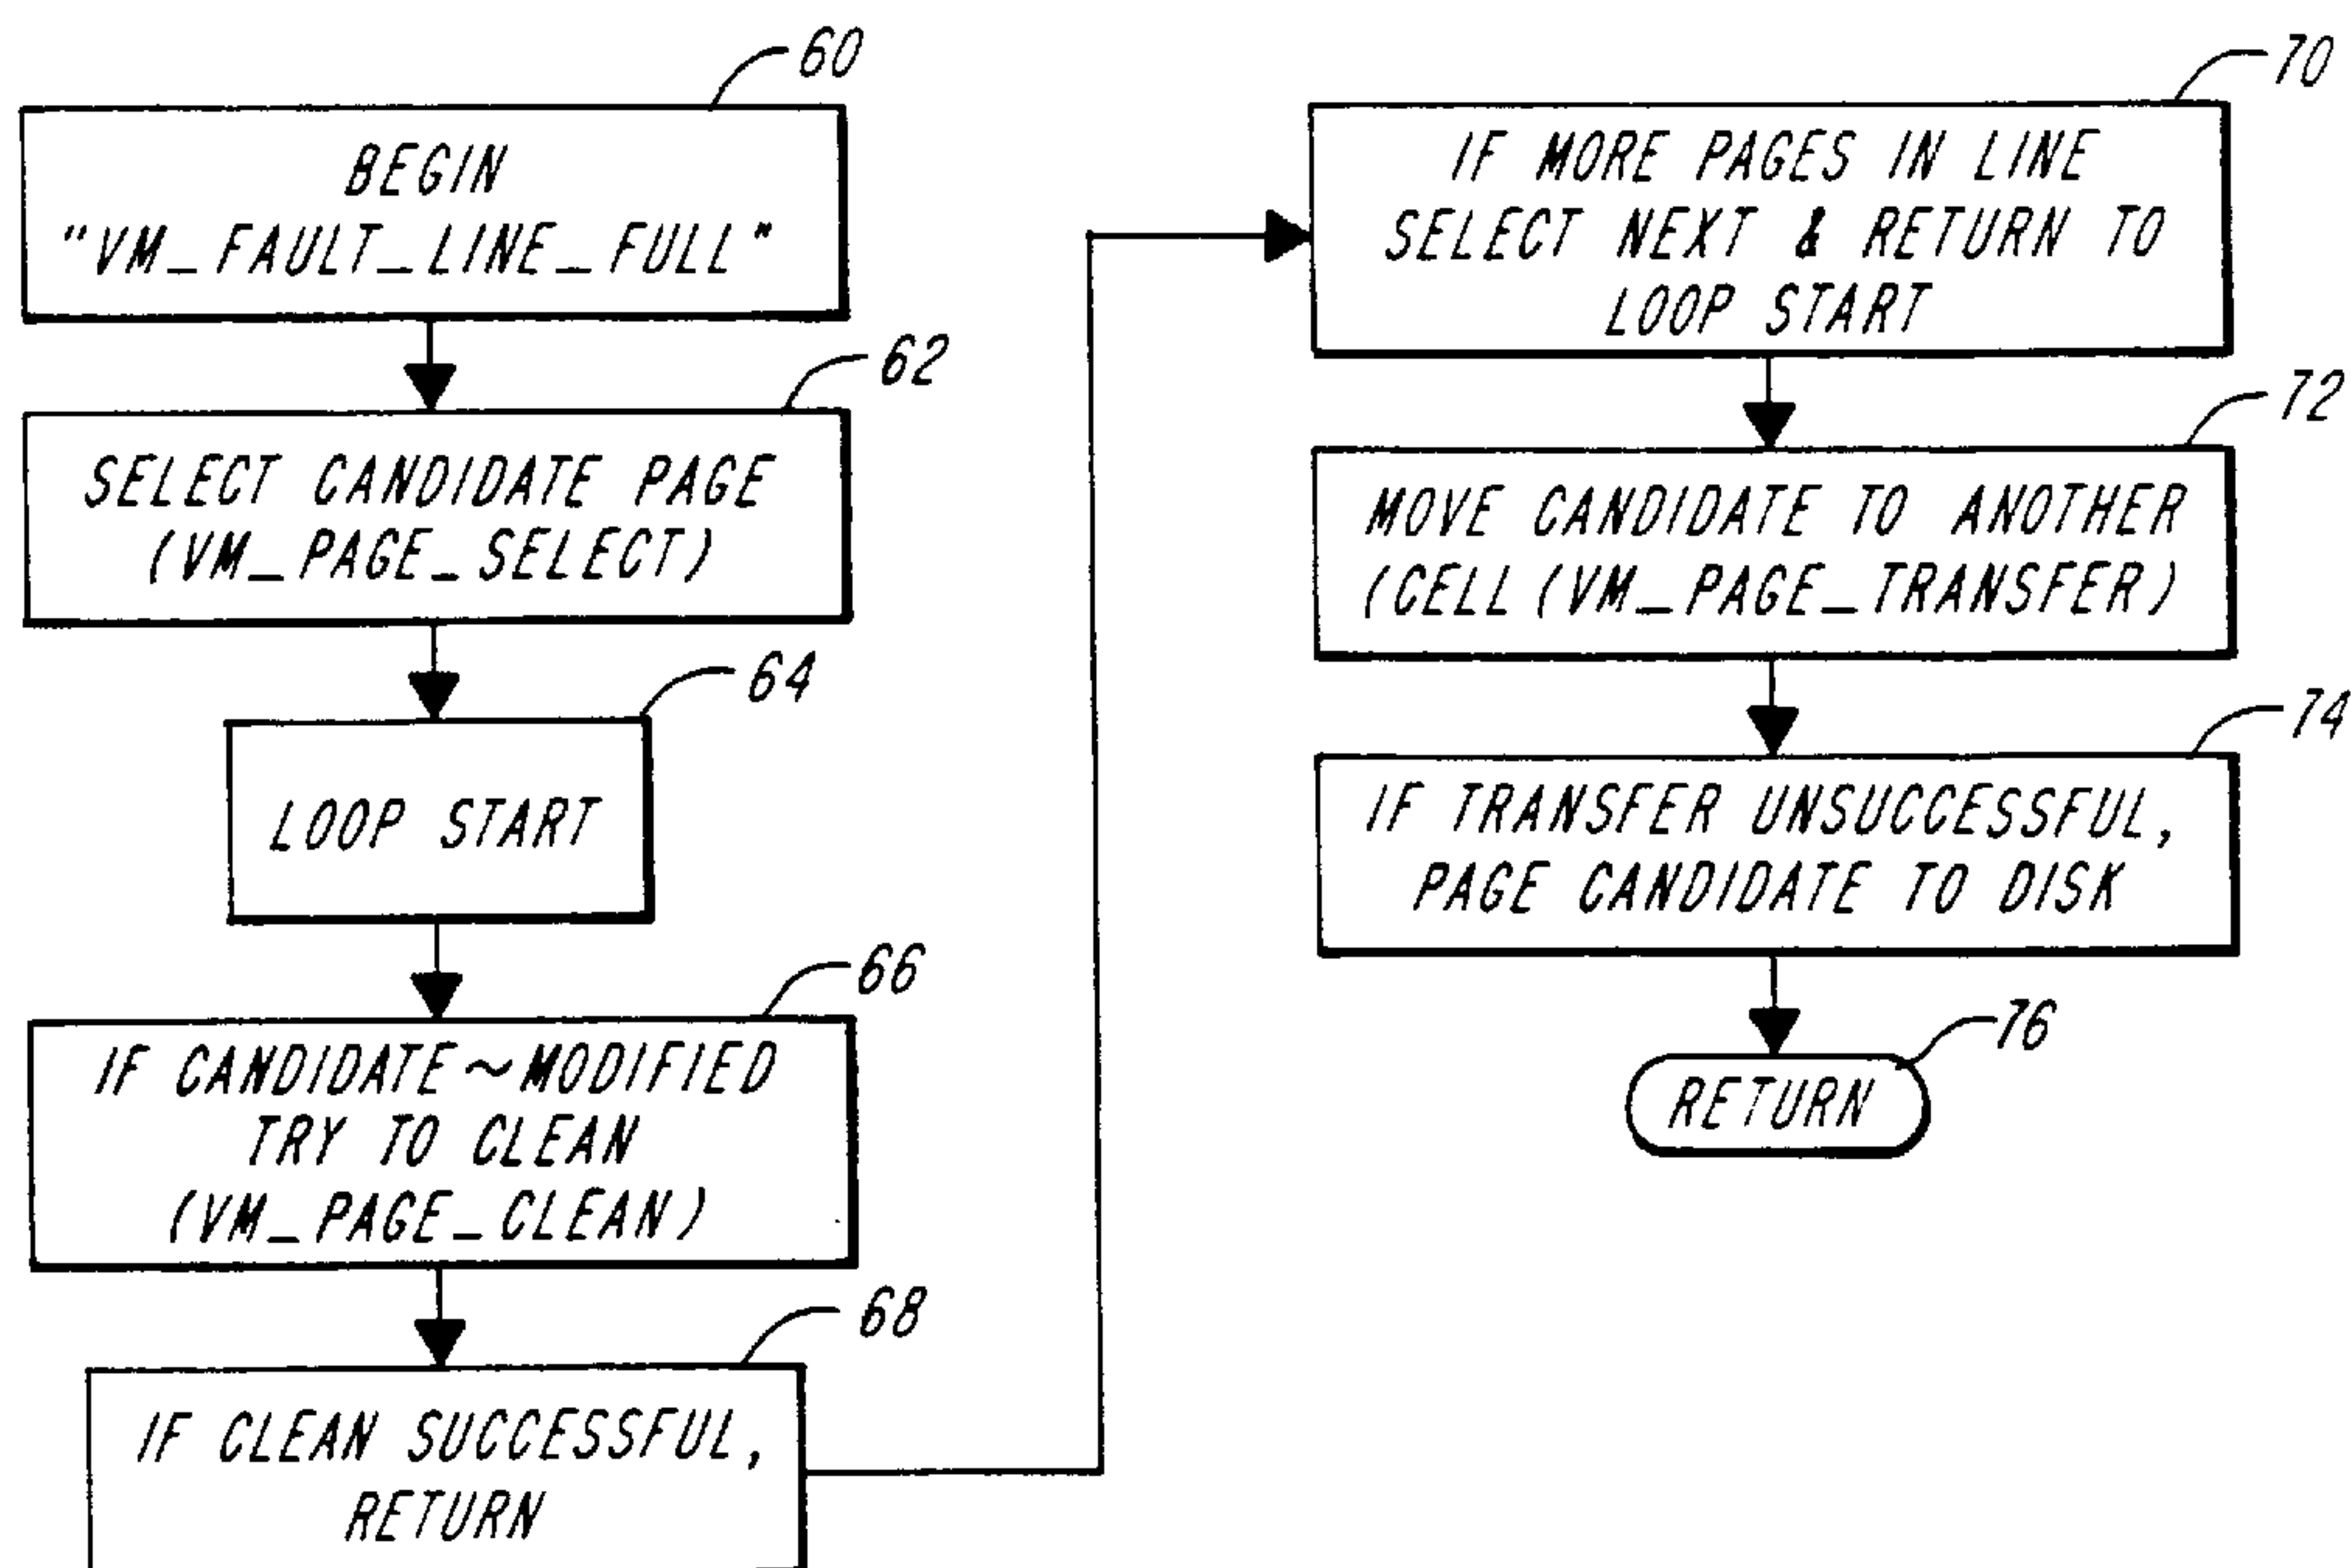 60
BEGIN
"VM_FAULT_LINE_FULL"
62
SELECT CANDIDATE PAGE
(VM_PAGE_SELECT)
64
LOOP START
66
IF CANDIDATE~MODIFIED
TRY TO CLEAN
(VM_PAGE_CLEAN)
68
IF CLEAN SUCCESSFUL,
RETURN
70
IF MORE PAGES IN LINE
SELECT NEXT & RETURN TO
LOOP START
72
MOVE CANDIDATE TO ANOTHER
(CELL (VM_PAGE_TRANSFER)
74
IF TRANSFER UNSUCCESSFUL,
PAGE CANDIDATE TO DISK
76
RETURN